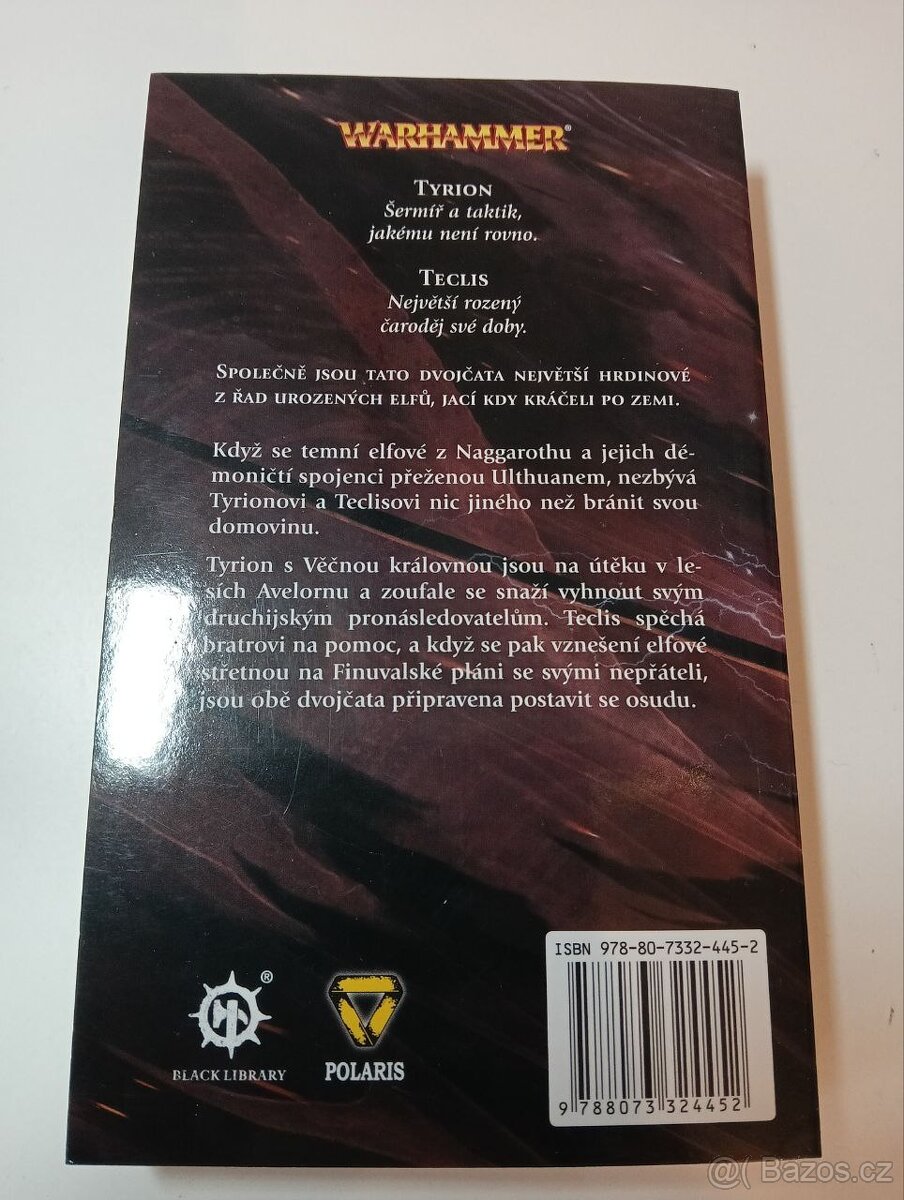 WARHAMMER®
TYRION
Šermíř a taktik,
jakému není rovno.
TECLIS
Největší rozený
čaroděj své doby.
SPOLEČNĚ JSOU TATO DVOJČATA NEJVĚTŠÍ HRDINOVÉ
Z ŘAD UROZENÝCH ELFŮ, JACÍ KDY KRÁČELI PO ZEMI.
Když se temní elfové z Naggarothu a jejich dé-
moničtí spojenci přeženou Ulthuanem, nezbývá
Tyrionovi a Teclisovi nic jiného než bránit svou
domovinu.
Tyrion s Věčnou královnou jsou na útěku v le-
sích Avelornu a zoufale se snaží vyhnout svým
druchijským pronásledovatelům. Teclis spěchá
bratrovi na pomoc, a když se pak vznešení elfové
stretnou na Finuvalské pláni se svými nepřáteli,
jsou obě dvojčata připravena postavit se osudu.
ISBN 978-80-7332-445-2
®
BLACK LIBRARY
POLARIS
9 788073 324452
@( Bazos.cz